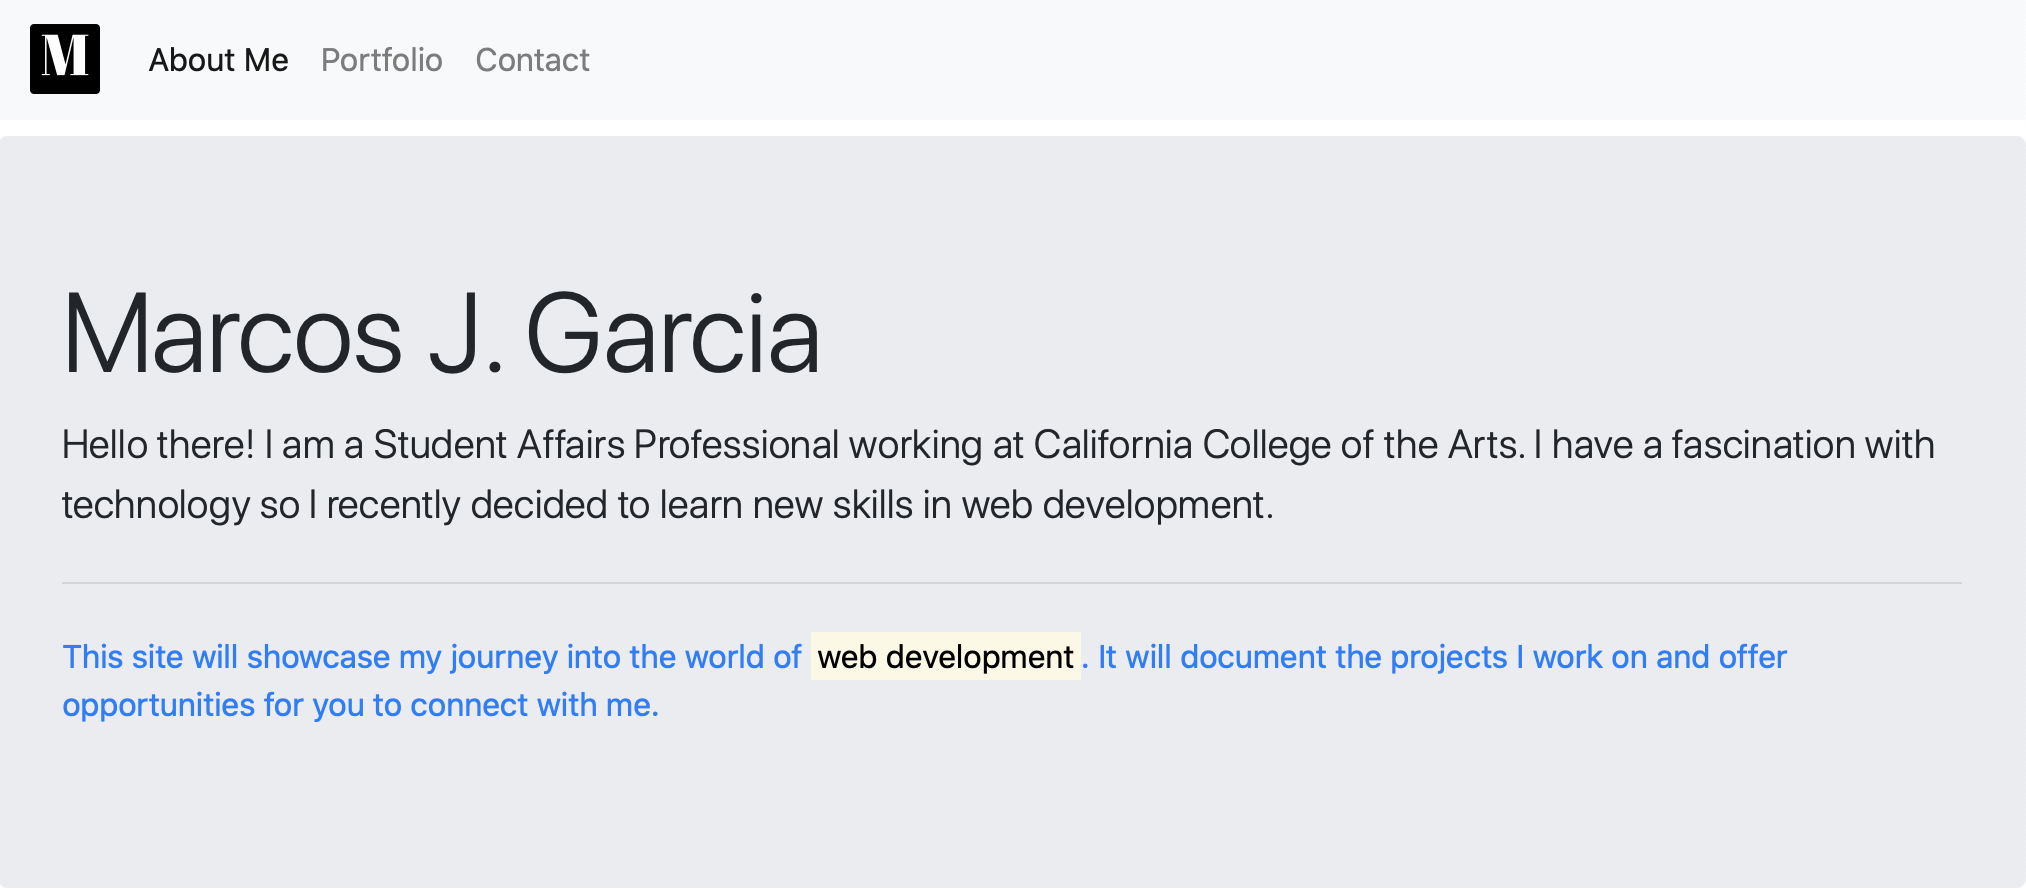 M
About Me Portfolio Contact
Marcos J. Garcia
Hello there! I am a Student Affairs Professional working at California College of the Arts. I have a fascination with
technology so I recently decided to learn new skills in web development.
This site will showcase my journey into the world of web development. It will document the projects I work on and offer
opportunities for you to connect with me.